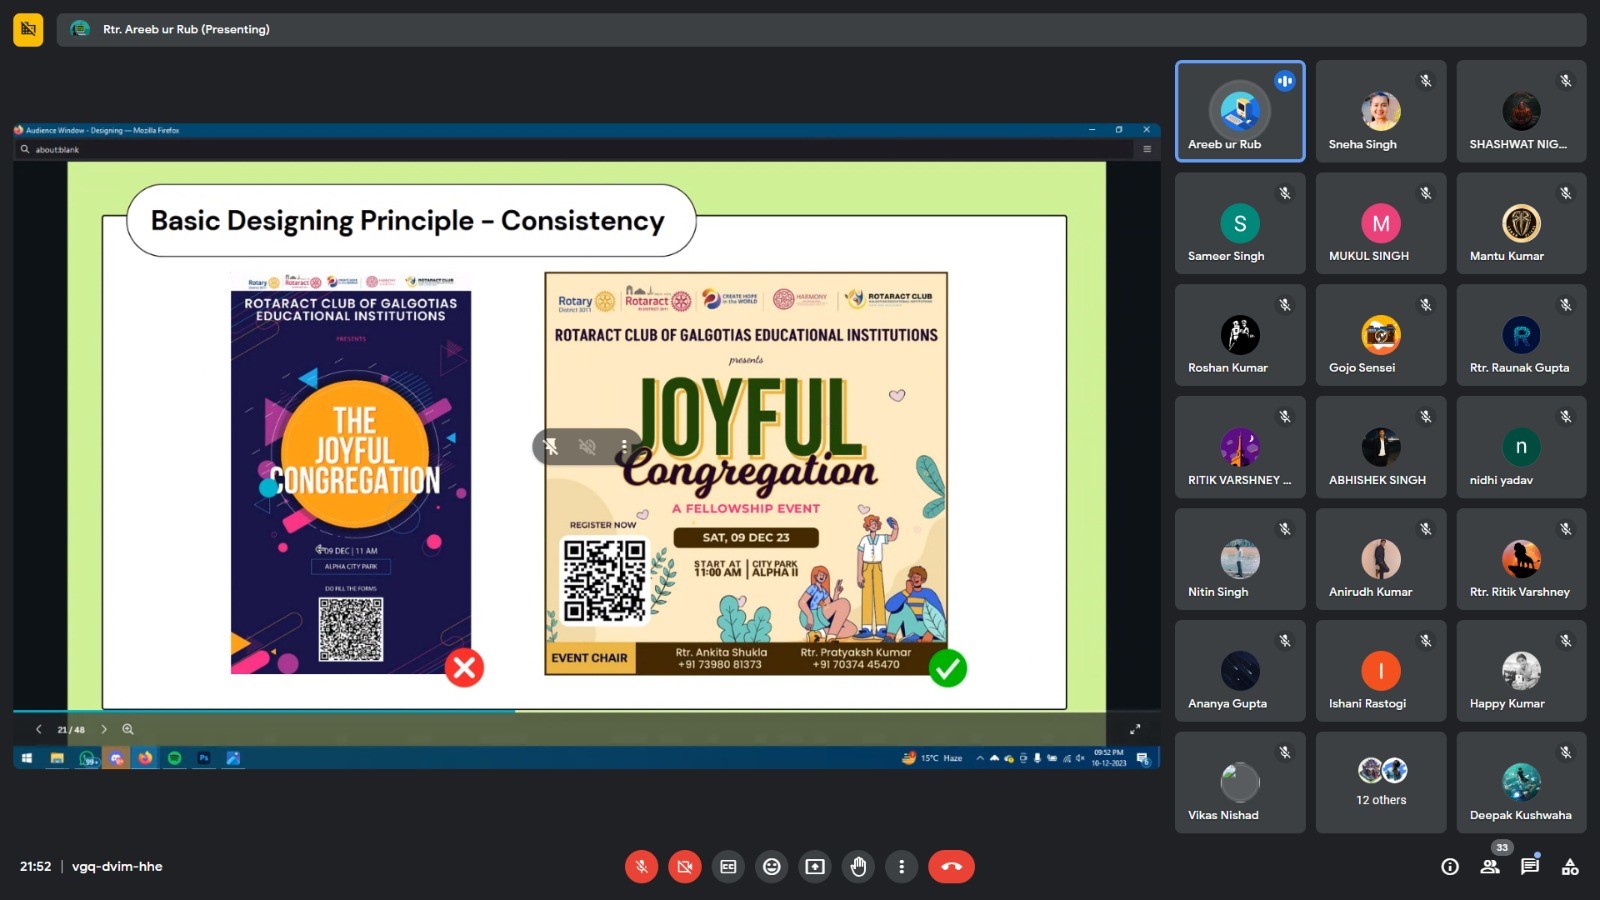 Rtr. Areeb ur Rub (Presenting)
Audience Window - Designing — Mozilla Firefox
about:blank
Basic Designing Principle - Consistency
Rotary
Rotaract
ROTARACT CLUB OF GALGOTIAS
EDUCATIONAL INSTITUTIONS
PRESENTS
THE
JOYFUL
CONGREGATION
09 DEC | 11 AM
ALPHA CITY PARK
DO FILL THE FORMS
Rotary
District 3011
Rotaract
CREATE HOPE
in the WORLD
HARMONY
ROTARACT CLUB
ROTARACT CLUB OF GALGOTIAS EDUCATIONAL INSTITUTIONS
presents
JOYFUL
Congregation
A FELLOWSHIP EVENT
REGISTER NOW
SAT, 09 DEC 23
START AT
11:00 AM
CITY PARK
ALPHA II
EVENT CHAIR
Rtr. Ankita Shukla
+91 73980 81373
Rtr. Pratyaksh Kumar
+91 70374 45470
21 / 48
99+
Ps
15°C Haze
09:52 PM
10-12-2023
Areeb ur Rub
Sneha Singh
SHASHWAT NIG...
S
Sameer Singh
M
MUKUL SINGH
Mantu Kumar
Roshan Kumar
Gojo Sensei
R
Rtr. Raunak Gupta
RITIK VARSHNEY ...
ABHISHEK SINGH
n
nidhi yadav
Nitin Singh
Anirudh Kumar
Rtr. Ritik Varshney
Ananya Gupta
I
Ishani Rastogi
Happy Kumar
Vikas Nishad
12 others
Deepak Kushwaha
21:52 | vgq-dvim-hhe
33